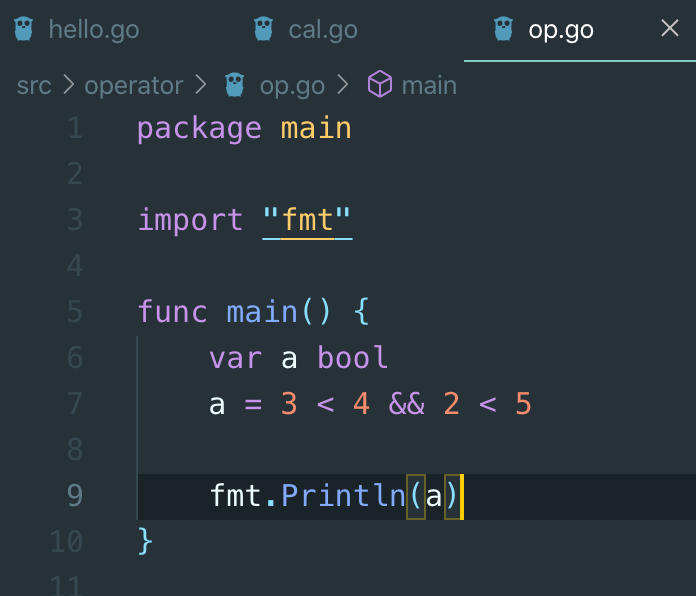 hello.go cal.go op.go
src > operator > op.go > main
1 package main
2
3 import "fmt"
4
5 func main() {
6 var a bool
7 a = 3 < 4 && 2 < 5
8
9 fmt.Println(a)
10 }
11